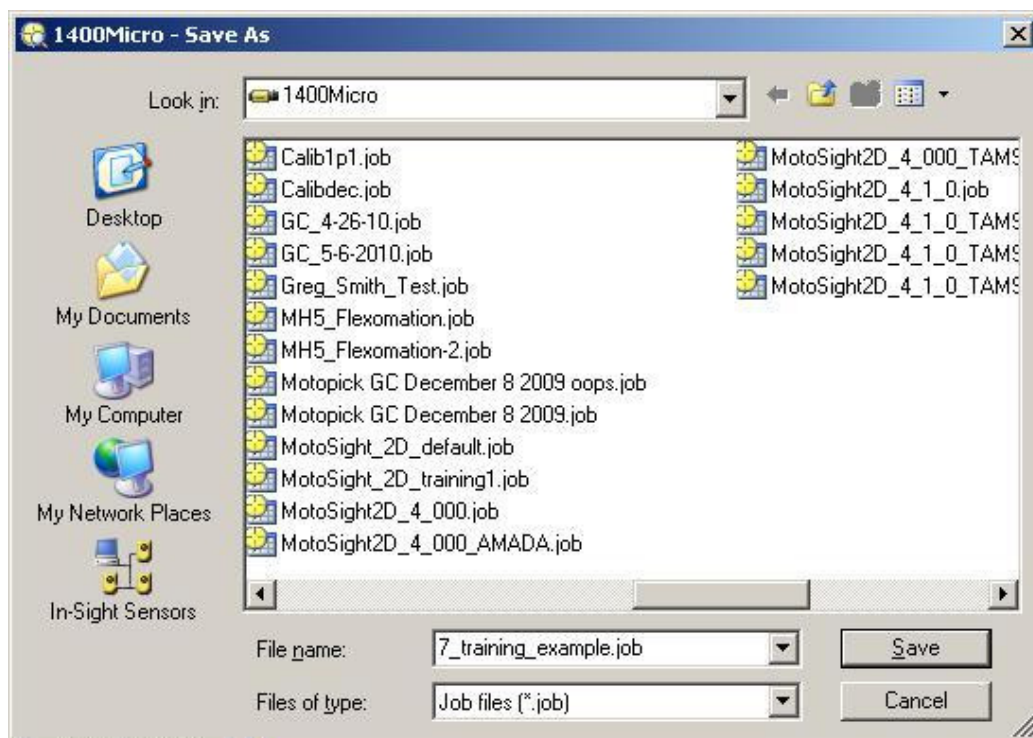 1400Micro - Save As
Look in:
1400Micro
Desktop
My Documents
My Computer
My Network Places
In-Sight Sensors
Calib1p1.job
Calibdec.job
GC_4-26-10.job
GC_5-6-2010.job
Greg_Smith_Test.job
MH5_Flexomation.job
MH5_Flexomation-2.job
Motopick GC December 8 2009 oops.job
Motopick GC December 8 2009.job
MotoSight_2D_default.job
MotoSight_2D_training1.job
MotoSight2D_4_000.job
MotoSight2D_4_000_AMADA.job
MotoSight2D_4_000_TAMS
MotoSight2D_4_1_0.job
MotoSight2D_4_1_0_TAMS
MotoSight2D_4_1_0_TAMS
MotoSight2D_4_1_0_TAMS
File name:
7_training_example.job
Save
Files of type:
Job files (*.job)
Cancel